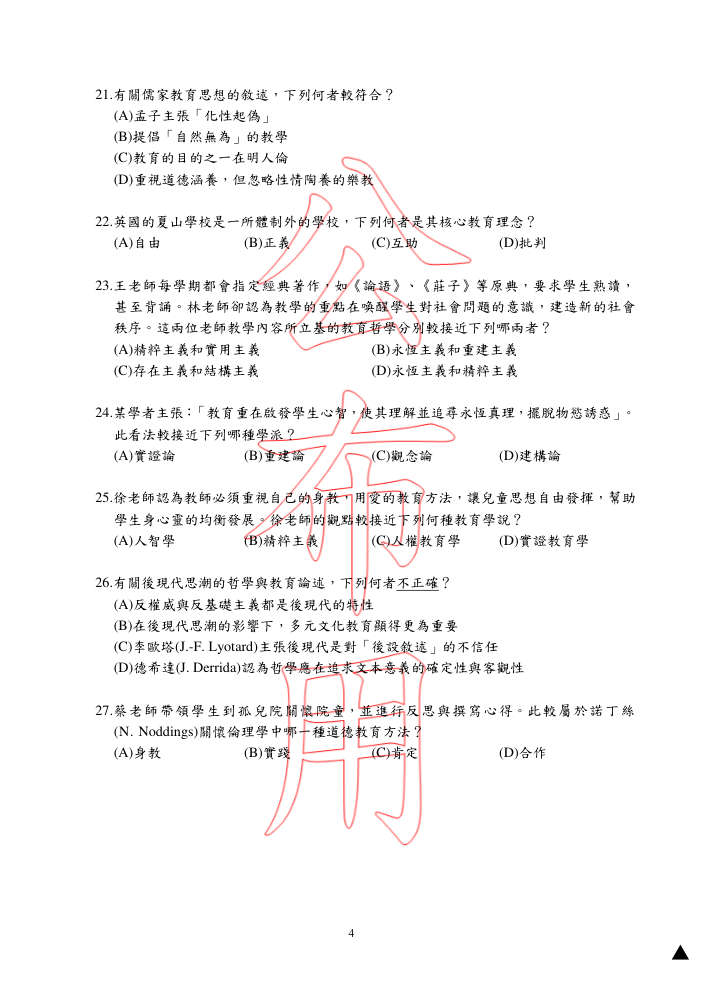 21.有關儒家教育思想的敘述，下列何者較符合？
(A)孟子主張「化性起偽」
(B)提倡「自然無為」的教學
(C)教育的目的之一在明人倫
(D)重視道德涵養，但忽略性情陶養的樂教
22.英國的夏山學校是一所體制外的學校，下列何者是其核心教育理念？
(A)自由 (B)正義 (C)互助 (D)批判
23.王老師每學期都會指定經典著作，如《論語》、《莊子》等原典，要求學生熟讀，
甚至背誦。林老師卻認為教學的重點在喚醒學生對社會問題的意識，建造新的社會
秩序。這兩位老師教學內容所立基的教育哲學分別較接近下列哪兩者？
(A)精粹主義和實用主義 (B)永恆主義和重建主義
(C)存在主義和結構主義 (D)永恆主義和精粹主義
24.某學者主張：「教育重在啟發學生心智，使其理解並追尋永恆真理，擺脫物慾誘惑」。
此看法較接近下列哪種學派？
(A)實證論 (B)重建論 (C)觀念論 (D)建構論
25.徐老師認為教師必須重視自己的身教，用愛的教育方法，讓兒童思想自由發揮，幫助
學生身心靈的均衡發展。徐老師的觀點較接近下列何種教育學說？
(A)人智學 (B)精粹主義 (C)人權教育學 (D)實證教育學
26.有關後現代思潮的哲學與教育論述，下列何者不正確？
(A)反權威與反基礎主義都是後現代的特性
(B)在後現代思潮的影響下，多元文化教育顯得更為重要
(C)李歐塔(J.-F. Lyotard)主張後現代是對「後設敘述」的不信任
(D)德希達(J. Derrida)認為哲學應在追求文本意義的確定性與客觀性
27.蔡老師帶領學生到孤兒院關懷院童，並進行反思與撰寫心得。此較屬於諾丁絲
(N. Noddings)關懷倫理學中哪一種道德教育方法？
(A)身教 (B)實踐 (C)肯定 (D)合作
公布用
4